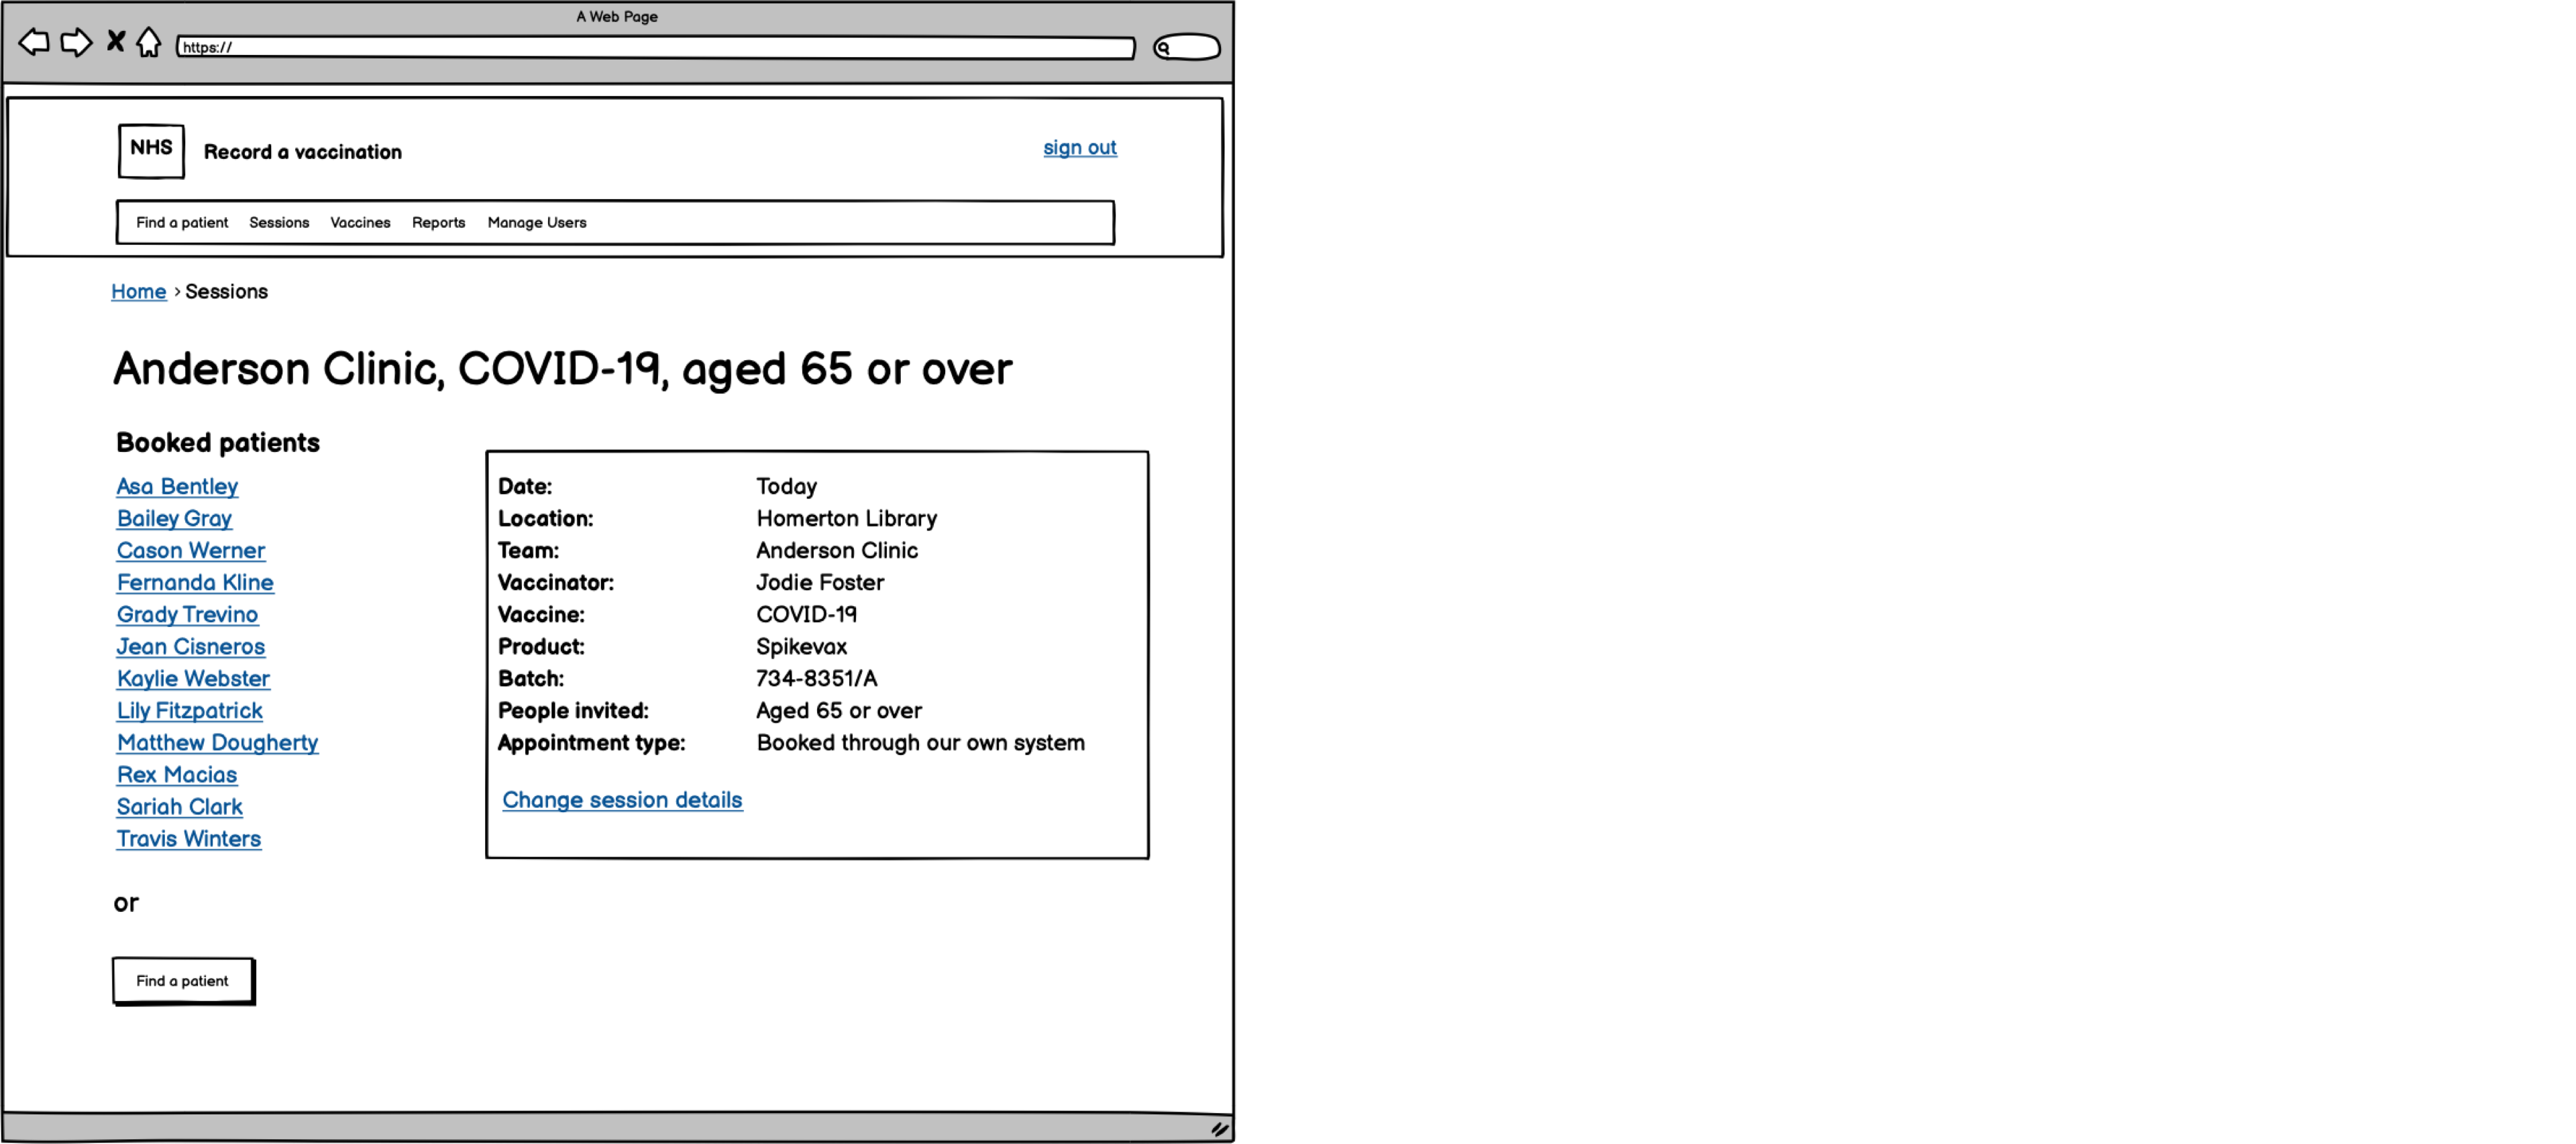 A Web Page
https://
NHS
Record a vaccination
sign out
Find a patient Sessions Vaccines Reports Manage Users
Home › Sessions
Anderson Clinic, COVID-19, aged 65 or over
Booked patients
Asa Bentley
Bailey Gray
Cason Werner
Fernanda Kline
Grady Trevino
Jean Cisneros
Kaylie Webster
Lily Fitzpatrick
Matthew Dougherty
Rex Macias
Sariah Clark
Travis Winters
or
Find a patient
Date: Today
Location: Homerton Library
Team: Anderson Clinic
Vaccinator: Jodie Foster
Vaccine: COVID-19
Product: Spikevax
Batch: 734-8351/A
People invited: Aged 65 or over
Appointment type: Booked through our own system
Change session details